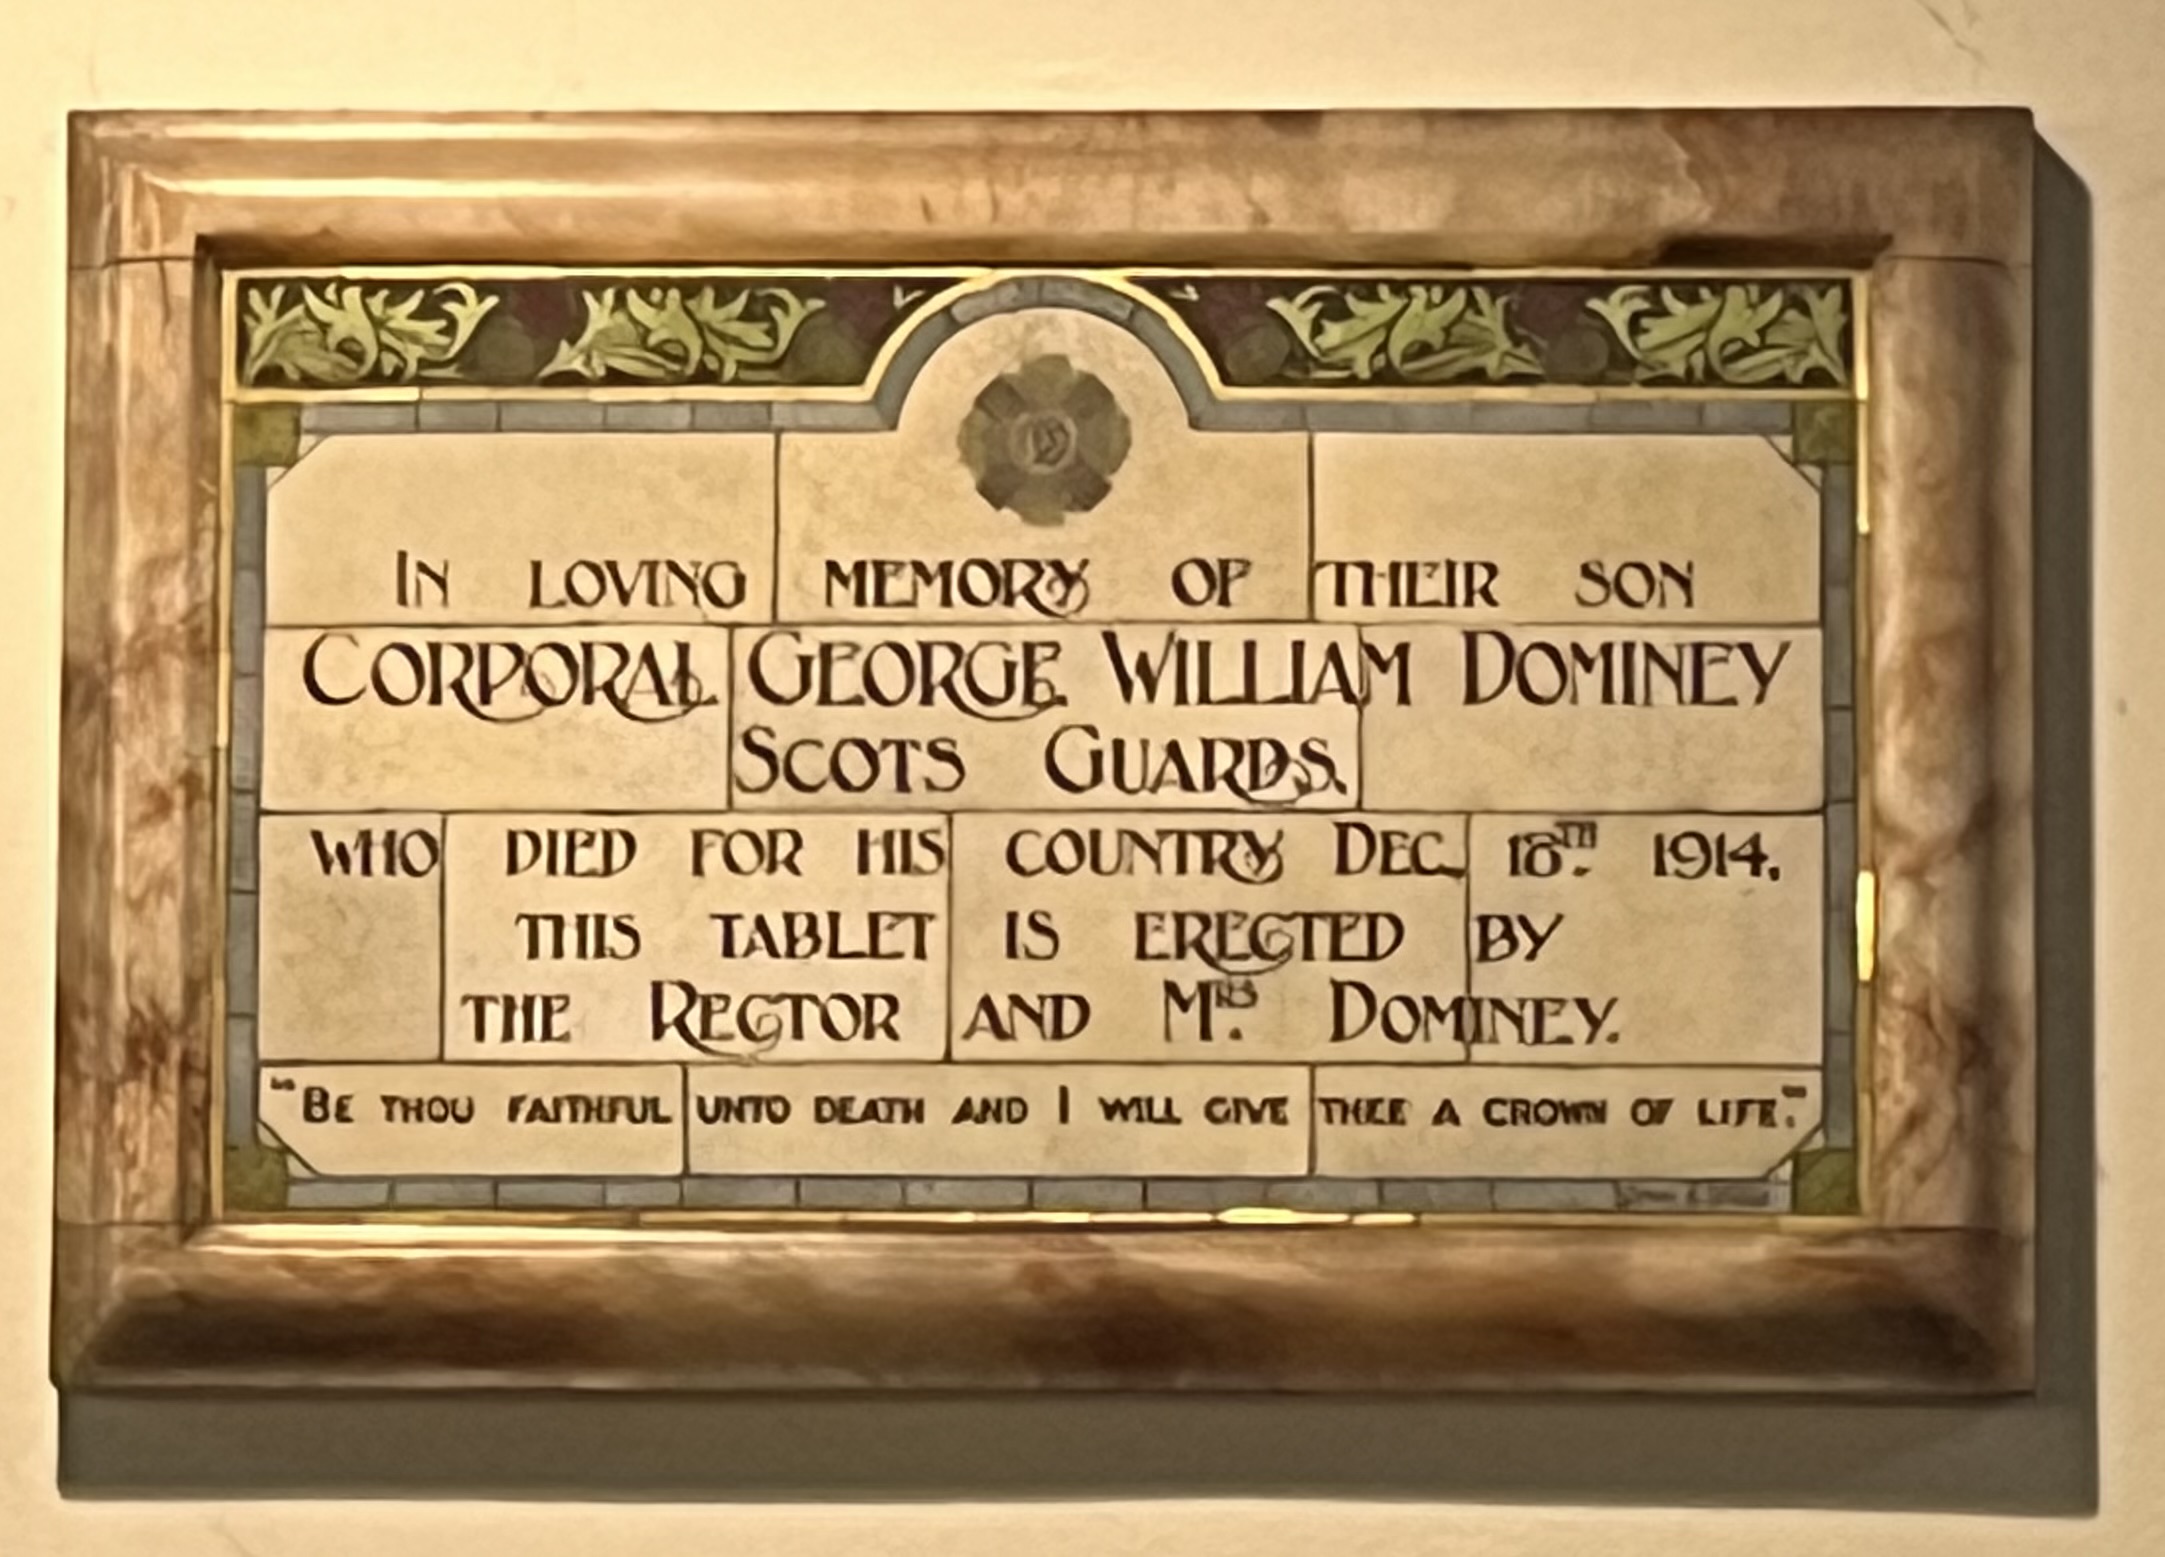 IN LOVING MEMORY OF THEIR SON
CORPORAL GEORGE WILLIAM DOMINEY
SCOTS GUARDS.
WHO DIED FOR HIS COUNTRY DEC. 18TH. 1914.
THIS TABLET IS ERECTED BY
THE RECTOR AND MRS. DOMINEY.
"BE THOU FAITHFUL UNTO DEATH AND I WILL GIVE THEE A CROWN OF LIFE."